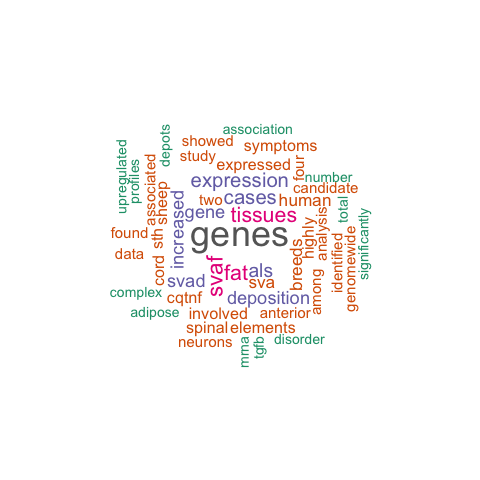 association
showed
symptoms
study
expressed
four
depots
upregulated
profiles
associated
sheep
expression
number
candidate
two
cases
human
gene
tissues
total
increased
genes
highly
analysis
significantly
found
sth
data
cord
svaf
fat
als
breeds
identified
genomewide
svad
sva
complex
cqtnf
deposition
among
adipose
involved
anterior
spinal
elements
neurons
mrna
tgfb
disorder